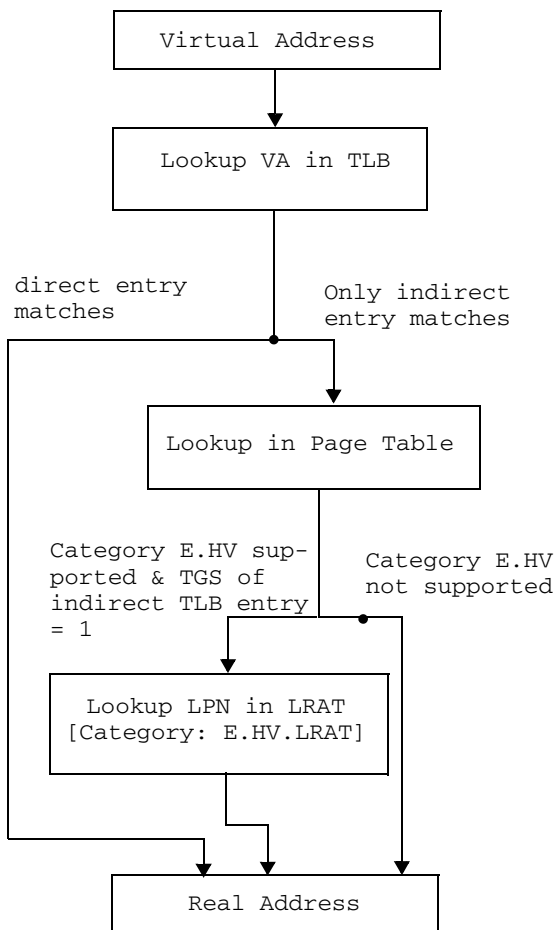 Virtual Address
Lookup VA in TLB
direct entry
matches
Only indirect
entry matches
Lookup in Page Table
Category E.HV sup-
ported & TGS of
indirect TLB entry
= 1
Category E.HV
not supported
Lookup LPN in LRAT
[Category: E.HV.LRAT]
Real Address